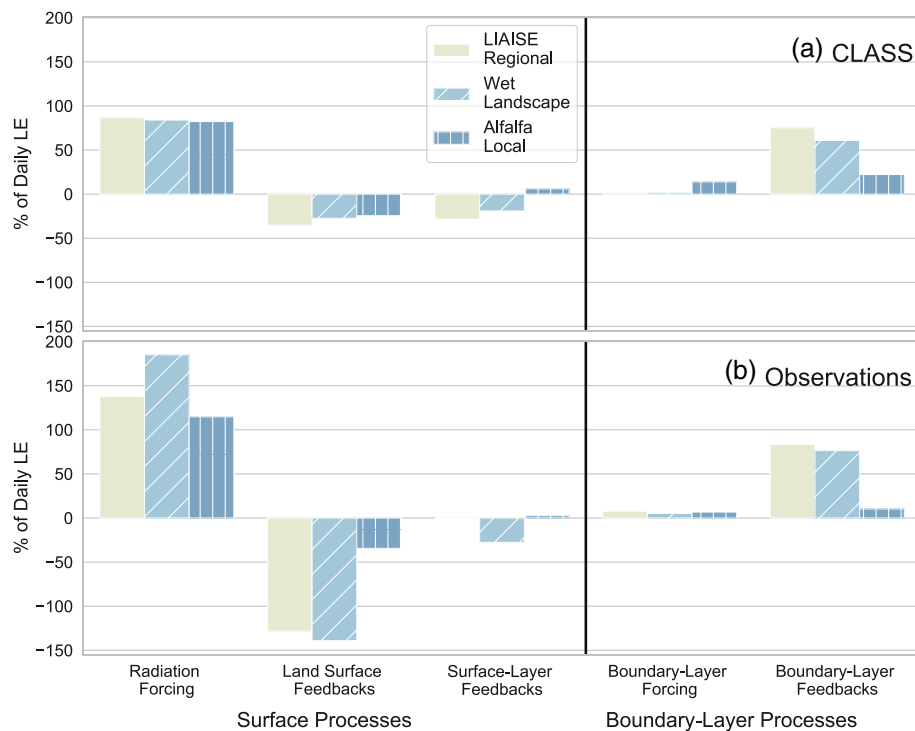 200
150
100
50
0
−50
−100
−150
% of Daily LE
LIAISE
Regional
Wet
Landscape
Alfalfa
Local
(a) CLASS
200
150
100
50
0
−50
−100
−150
% of Daily LE
(b) Observations
Radiation
Forcing
Land Surface
Feedbacks
Surface-Layer
Feedbacks
Boundary-Layer
Forcing
Boundary-Layer
Feedbacks
Surface Processes
Boundary-Layer Processes